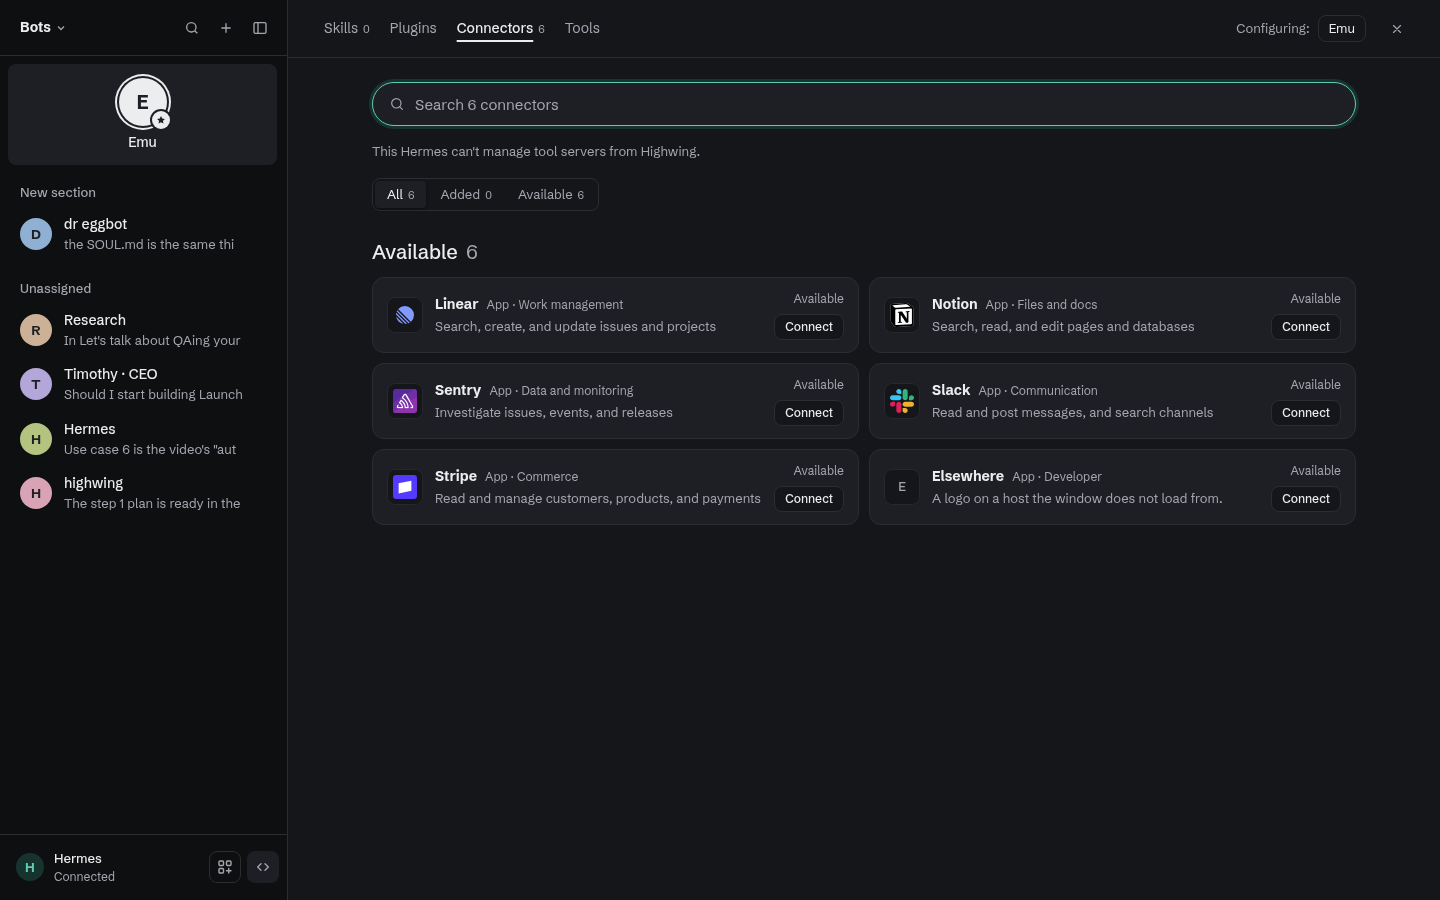 Bots
E
Emu
New section
D
dr eggbot
the SOUL.md is the same thi
Unassigned
R
Research
In Let's talk about QAing your
T
Timothy · CEO
Should I start building Launch
H
Hermes
Use case 6 is the video's "aut
H
highwing
The step 1 plan is ready in the
H
Hermes
Connected
Skills 0
Plugins
Connectors 6
Tools
Configuring:
Emu
Search 6 connectors
This Hermes can't manage tool servers from Highwing.
All 6
Added 0
Available 6
Available 6
Linear App · Work management
Available
Search, create, and update issues and projects
Connect
Notion App · Files and docs
Available
Search, read, and edit pages and databases
Connect
Sentry App · Data and monitoring
Available
Investigate issues, events, and releases
Connect
Slack App · Communication
Available
Read and post messages, and search channels
Connect
Stripe App · Commerce
Available
Read and manage customers, products, and payments
Connect
E
Elsewhere App · Developer
Available
A logo on a host the window does not load from.
Connect